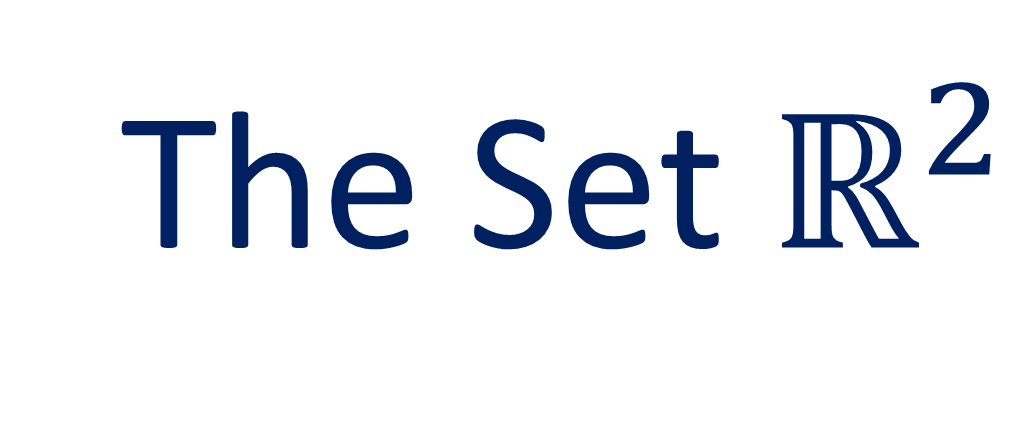 The Set ℝ²